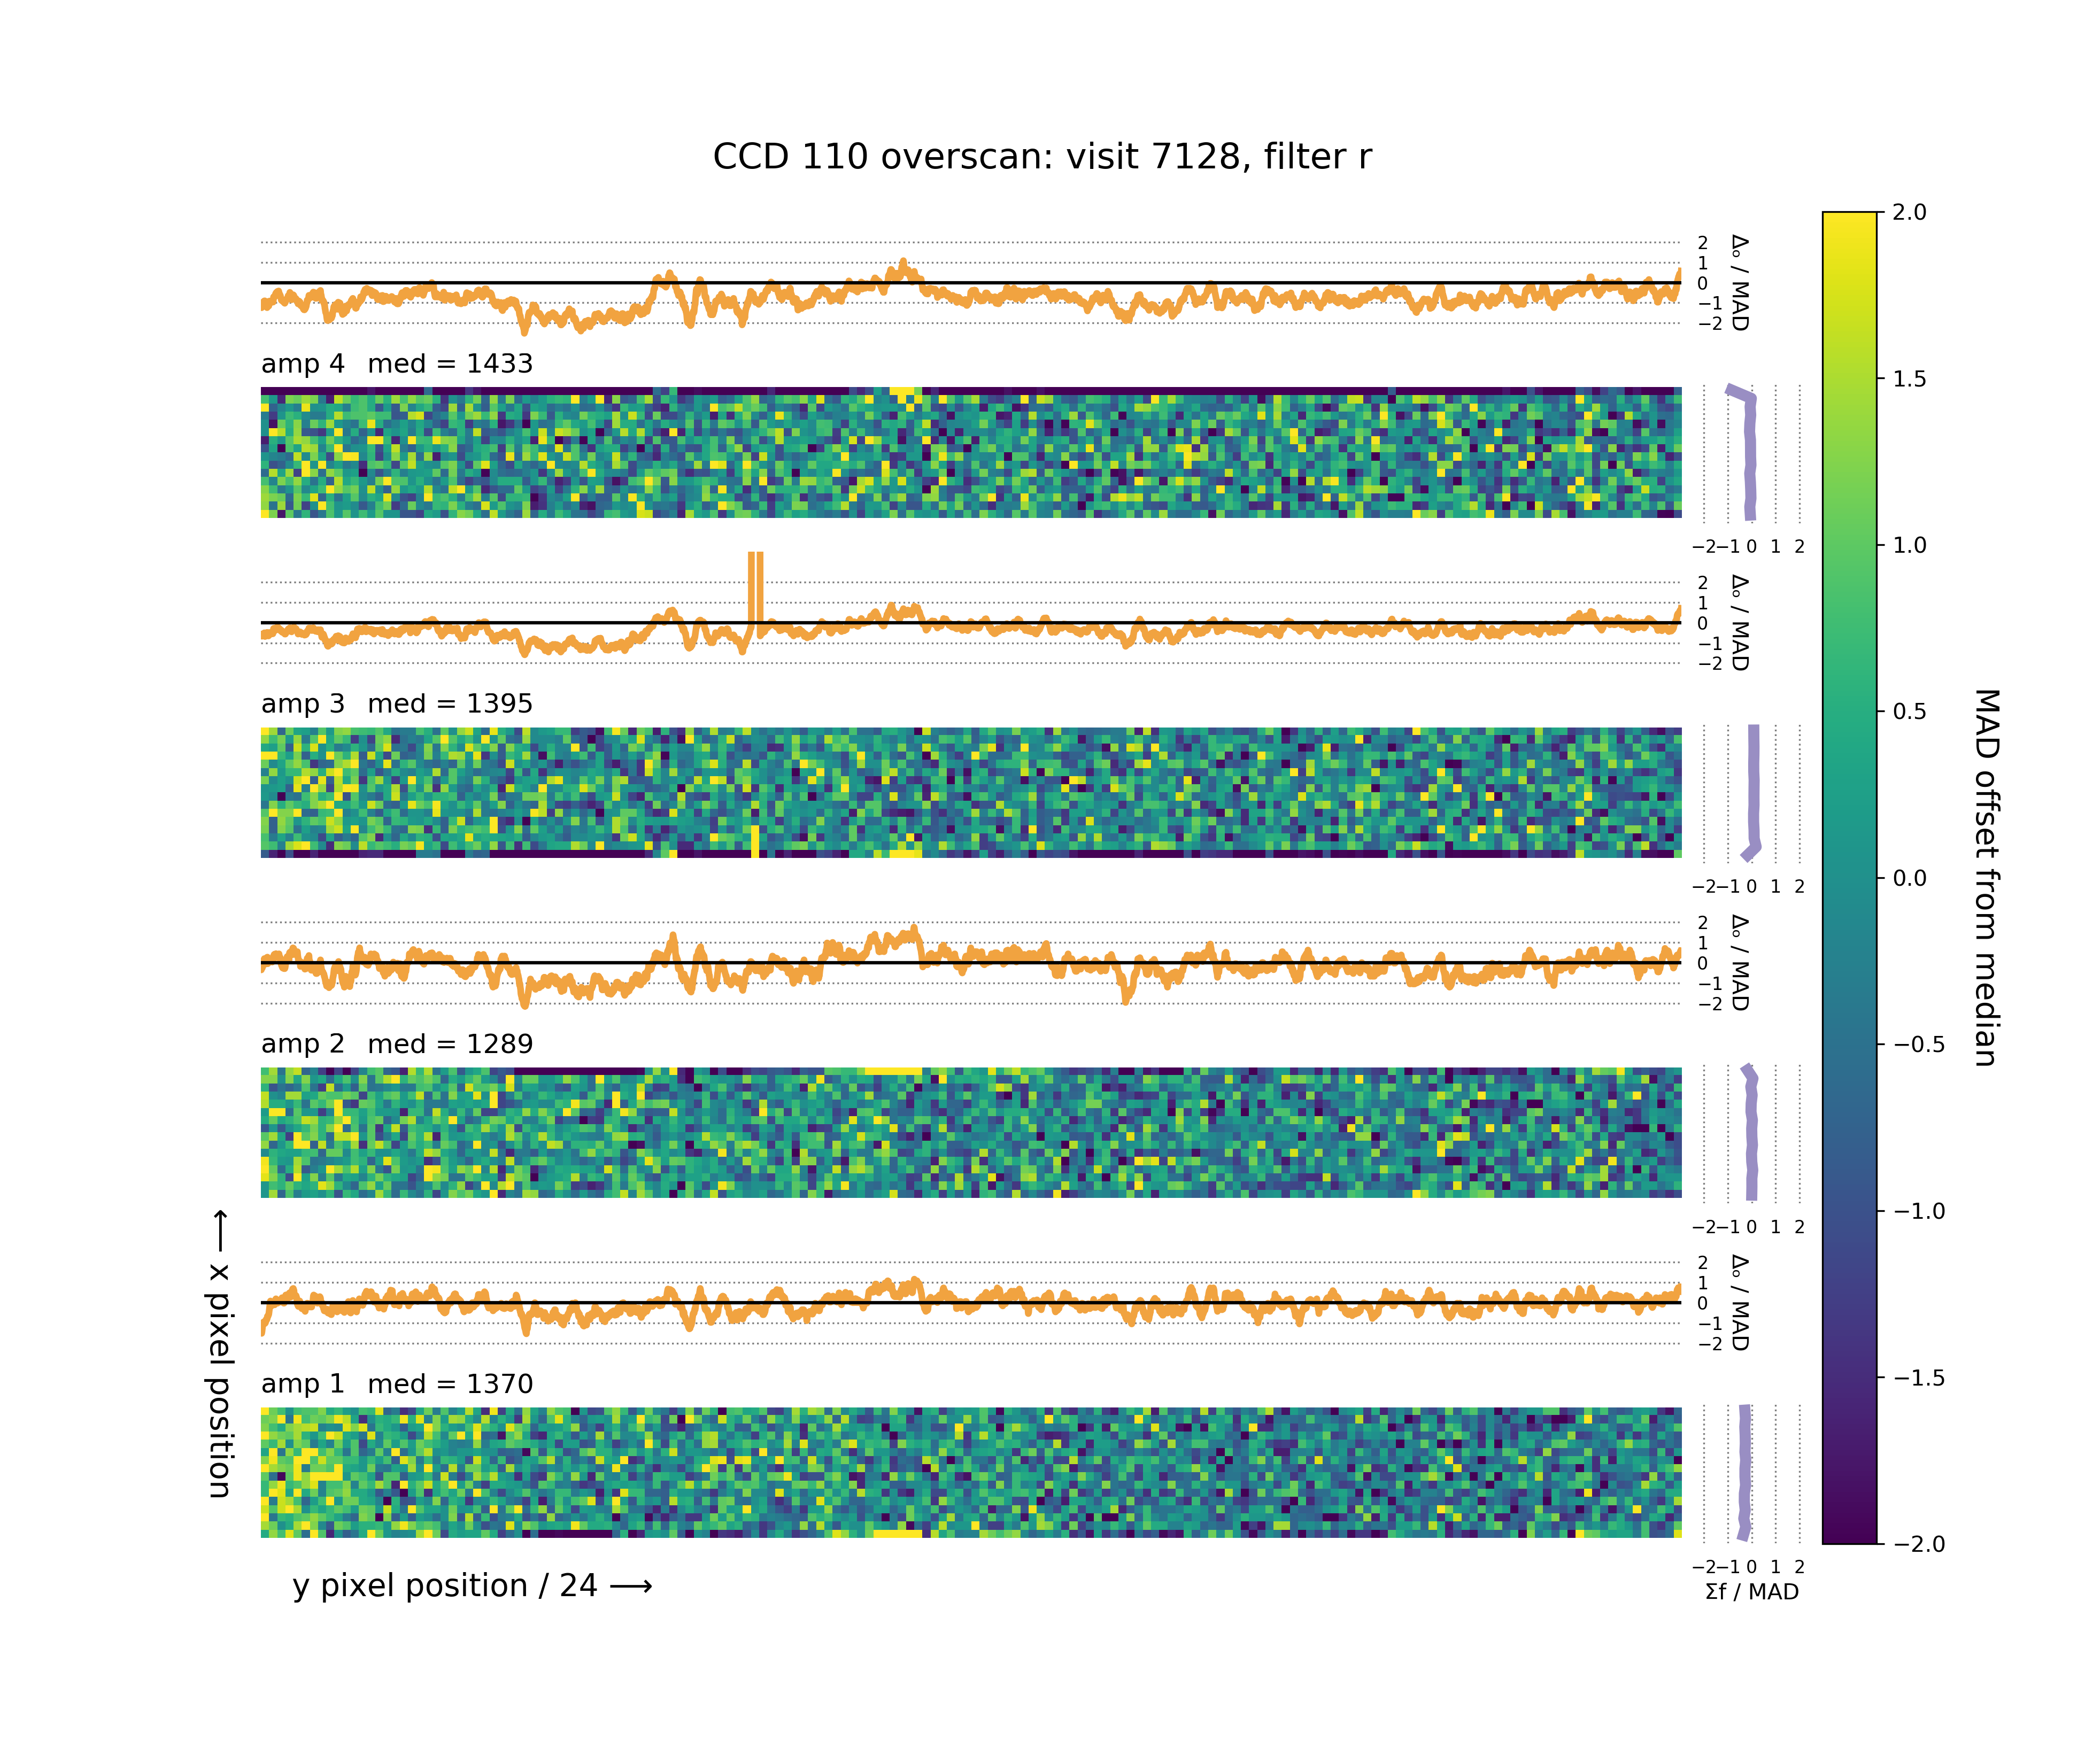 CCD 110 overscan: visit 7128, filter r
2
1
0
−1
−2
Δₒ / MAD
amp 4 med = 1433
−2 −1 0 1 2
2
1
0
−1
−2
Δₒ / MAD
amp 3 med = 1395
−2 −1 0 1 2
2
1
0
−1
−2
Δₒ / MAD
amp 2 med = 1289
−2 −1 0 1 2
2
1
0
−1
−2
Δₒ / MAD
amp 1 med = 1370
−2 −1 0 1 2
Σf / MAD
y pixel position / 24 ⟶
⟵ x pixel position
2.0
1.5
1.0
0.5
0.0
−0.5
−1.0
−1.5
−2.0
MAD offset from median